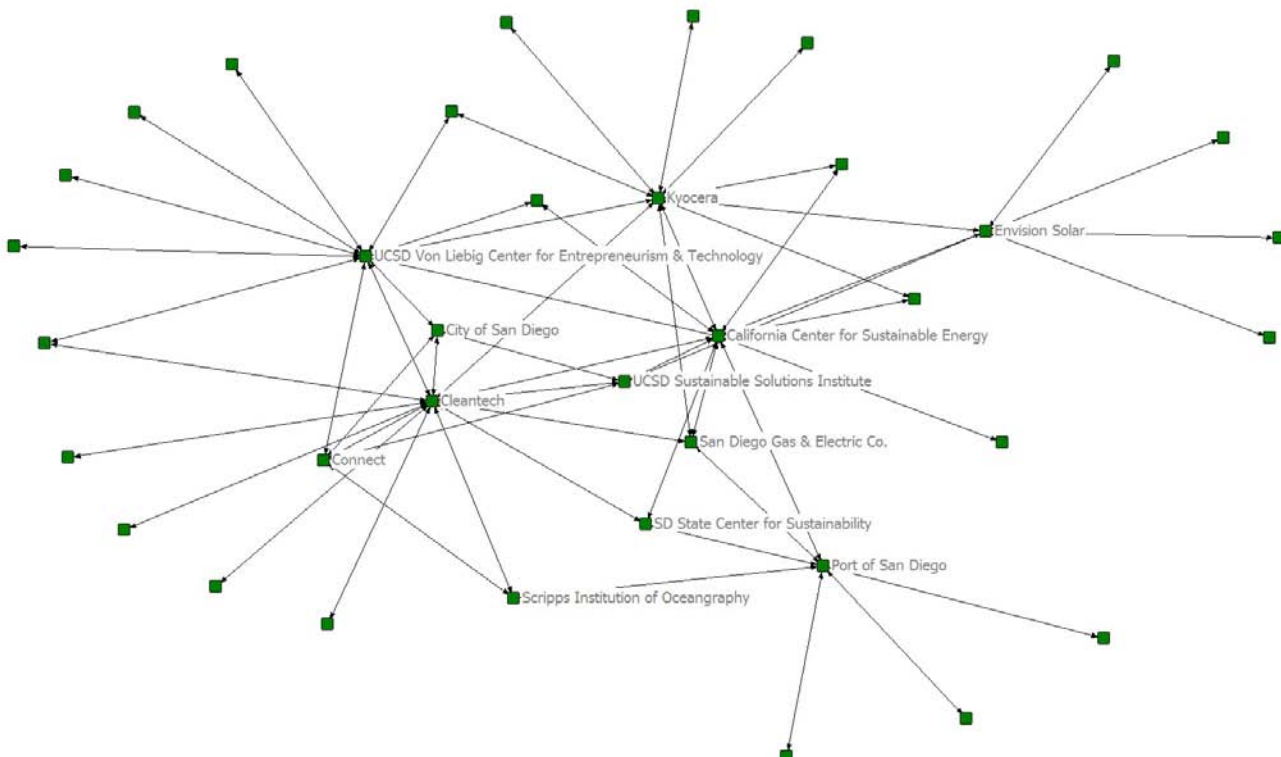 Kyocera
Envision Solar
UCSD Von Liebig Center for Entrepreneurism & Technology
City of San Diego
California Center for Sustainable Energy
UCSD Sustainable Solutions Institute
Cleantech
San Diego Gas & Electric Co.
Connect
SD State Center for Sustainability
Port of San Diego
Scripps Institution of Oceangraphy